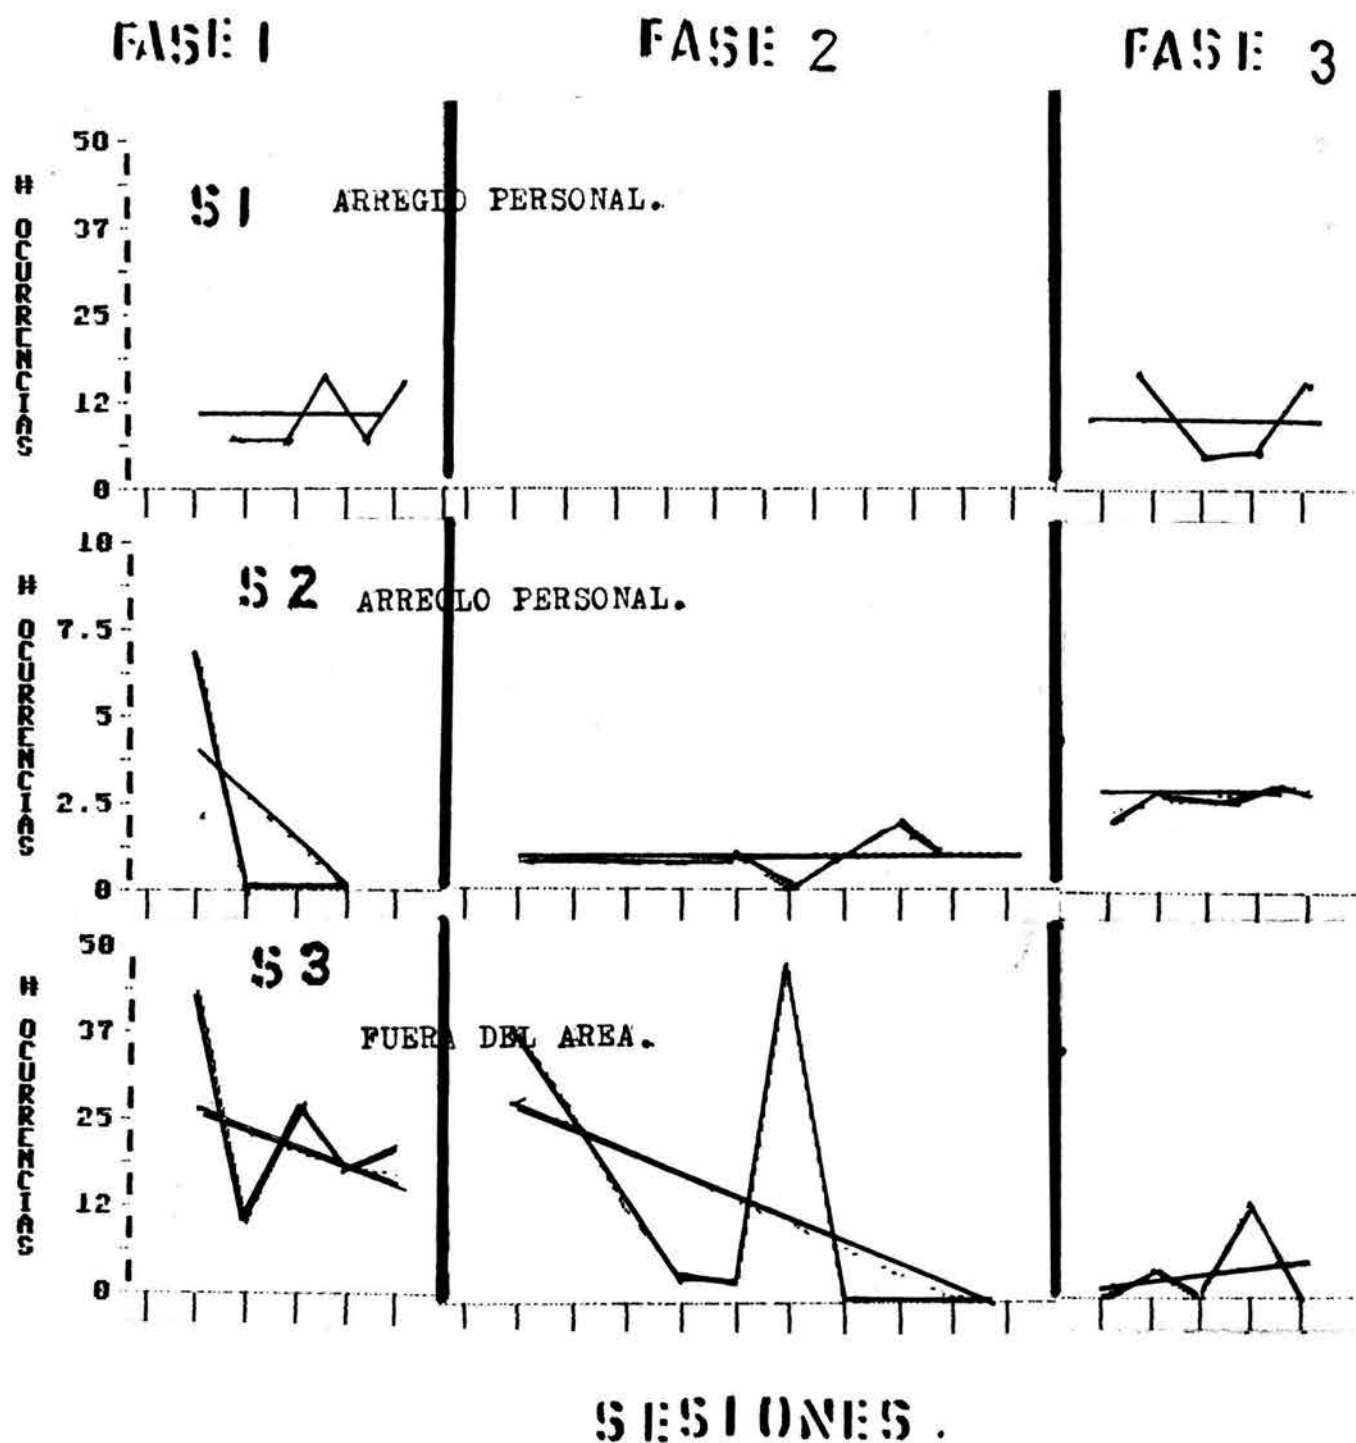 FASE 1 FASE 2 FASE 3
50
S1 ARREGLO PERSONAL.
37
25
12
0
# OCURRENCIAS
10
S2 ARREGLO PERSONAL.
7.5
5
2.5
0
# OCURRENCIAS
50
S3
37
FUERA DEL AREA.
25
12
0
# OCURRENCIAS
SESIONES.